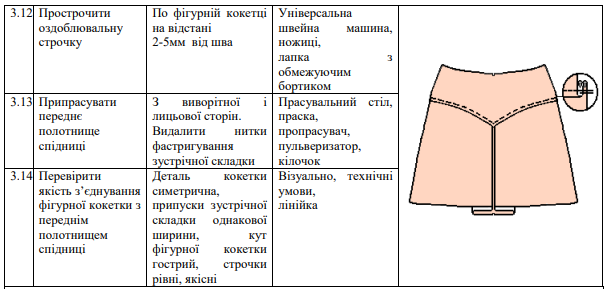 3.12 Прострочити оздоблювальну строчку
По фігурній кокетці на відстані 2-5мм від шва
Універсальна швейна машина, ножиці, лапка з обмежуючим бортиком
3.13 Припрасувати переднє полотнище спідниці
З виворітної і лицьової сторін. Видалити нитки фастригування зустрічної складки
Прасувальний стіл, праска, пропрасувач, пульверизатор, кілочок
3.14 Перевірити якість з’єднування фігурної кокетки з переднім полотнищем спідниці
Деталь кокетки симетрична, припуски зустрічної складки однакової ширини, кут фігурної кокетки гострий, строчки рівні, якісні
Візуально, технічні умови, лінійка